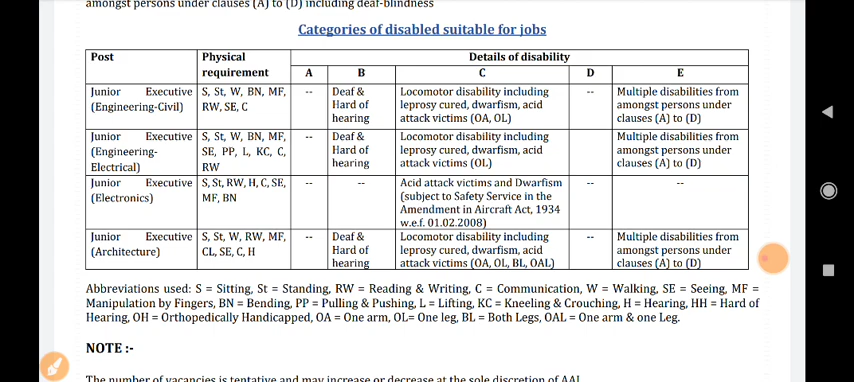 amongst persons under clauses (A) to (D) including deaf-blindness
Categories of disabled suitable for jobs
Post Physical requirement Details of disability
A B C D E
Junior Executive (Engineering-Civil) S, St, W, BN, MF, RW, SE, C -- Deaf & Hard of hearing Locomotor disability including leprosy cured, dwarfism, acid attack victims (OA, OL) -- Multiple disabilities from amongst persons under clauses (A) to (D)
Junior Executive (Engineering-Electrical) S, St, W, BN, MF, SE, PP, L, KC, C, RW -- Deaf & Hard of hearing Locomotor disability including leprosy cured, dwarfism, acid attack victims (OL) Multiple disabilities from amongst persons under clauses (A) to (D)
Junior Executive (Electronics) S, St, RW, H, C, SE, MF, BN -- -- Acid attack victims and Dwarfism (subject to Safety Service in the Amendment in Aircraft Act, 1934 w.e.f. 01.02.2008) -- --
Junior Executive (Architecture) S, St, W, RW, MF, CL, SE, C, H -- Deaf & Hard of hearing Locomotor disability including leprosy cured, dwarfism, acid attack victims (OA, OL, BL, OAL) -- Multiple disabilities from amongst persons under clauses (A) to (D)
Abbreviations used: S = Sitting, St = Standing, RW = Reading & Writing, C = Communication, W = Walking, SE = Seeing, MF =
Manipulation by Fingers, BN = Bending, PP = Pulling & Pushing, L = Lifting, KC = Kneeling & Crouching, H = Hearing, HH = Hard of
Hearing, OH = Orthopedically Handicapped, OA = One arm, OL= One leg, BL = Both Legs, OAL = One arm & one Leg.
NOTE :-
The number of vacancies is tentative and may increase or decrease at the sole discretion of AAI